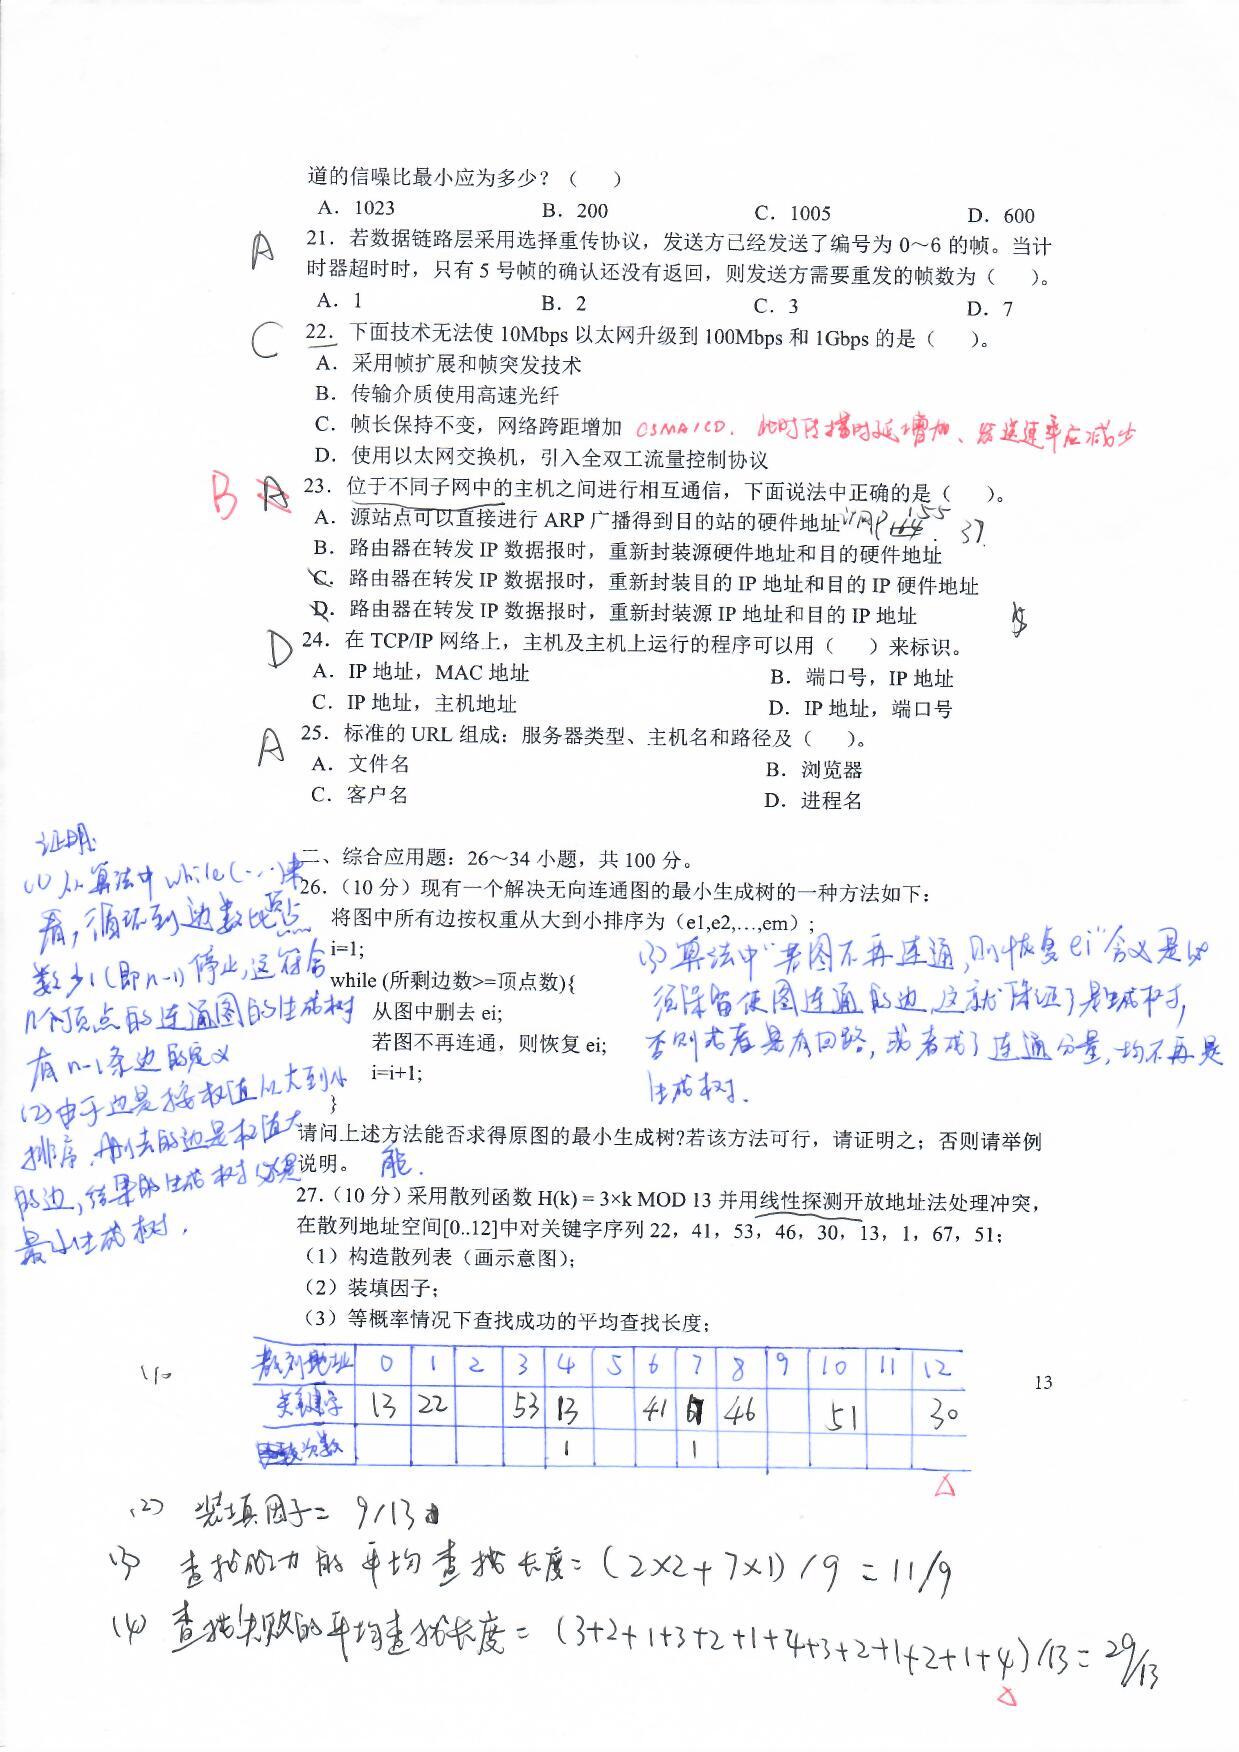 道的信噪比最小应为多少？（　　）
A．1023　　B．200　　C．1005　　D．600
A
21．若数据链路层采用选择重传协议，发送方已经发送了编号为 0～6 的帧。当计
时器超时时，只有 5 号帧的确认还没有返回，则发送方需要重发的帧数为（　　）。
A．1　　B．2　　C．3　　D．7
C
22．下面技术无法使 10Mbps 以太网升级到 100Mbps 和 1Gbps 的是（　　）。
A．采用帧扩展和帧突发技术
B．传输介质使用高速光纤
C．帧长保持不变，网络跨距增加 CSMA/CD. 此时传播时延增加、发送速率应减少
D．使用以太网交换机，引入全双工流量控制协议
B A
23．位于不同子网中的主机之间进行相互通信，下面说法中正确的是（　　）。
A．源站点可以直接进行 ARP 广播得到目的站的硬件地址 155 37.
B．路由器在转发 IP 数据报时，重新封装源硬件地址和目的硬件地址
C．路由器在转发 IP 数据报时，重新封装目的 IP 地址和目的 IP 硬件地址
D．路由器在转发 IP 数据报时，重新封装源 IP 地址和目的 IP 地址
D
24．在 TCP/IP 网络上，主机及主机上运行的程序可以用（　　）来标识。
A．IP 地址，MAC 地址　　B．端口号，IP 地址
C．IP 地址，主机地址　　D．IP 地址，端口号
A
25．标准的 URL 组成：服务器类型、主机名和路径及（　　）。
A．文件名　　B．浏览器
C．客户名　　D．进程名
二、综合应用题：26～34 小题，共 100 分。
26．（10 分）现有一个解决无向连通图的最小生成树的一种方法如下：
将图中所有边按权重从大到小排序为（e1,e2,…,em）；
i=1;
while (所剩边数>=顶点数){
从图中删去 ei;
若图不再连通，则恢复 ei;
i=i+1;
}
请问上述方法能否求得原图的最小生成树?若该方法可行，请证明之；否则请举例
说明。 能.
证明:
(1) 从算法中while(…)来
看,循环到边数比顶点
数少1(即n-1)停止,这符合
n个顶点的连通图的生成树
有n-1条边的定义
(2)由于边是按权值从大到小
排序,删去的边是权值大
的边,结果的生成树必是
最小生成树.
(3) 算法中"若图不再连通,则恢复ei"含义是必
须保留使图连通的边,这就保证了是生成树,
否则或者是有回路,或者成了连通分量,均不再是
生成树.
27．（10 分）采用散列函数 H(k) = 3×k MOD 13 并用线性探测开放地址法处理冲突，
在散列地址空间[0..12]中对关键字序列 22，41，53，46，30，13，1，67，51；
（1）构造散列表（画示意图）；
（2）装填因子；
（3）等概率情况下查找成功的平均查找长度；
(1)
散列地址 0 1 2 3 4 5 6 7 8 9 10 11 12
关键字 13 22 53 41 46 51 30
次数 1 1
13
(2) 装填因子= 9/13
(3) 查找成功的平均查找长度= (2×2+7×1)/9 = 11/9
(4) 查找失败的平均查找长度 = (3+2+1+3+2+1+4+3+2+1+2+1+4)/13 = 29/13